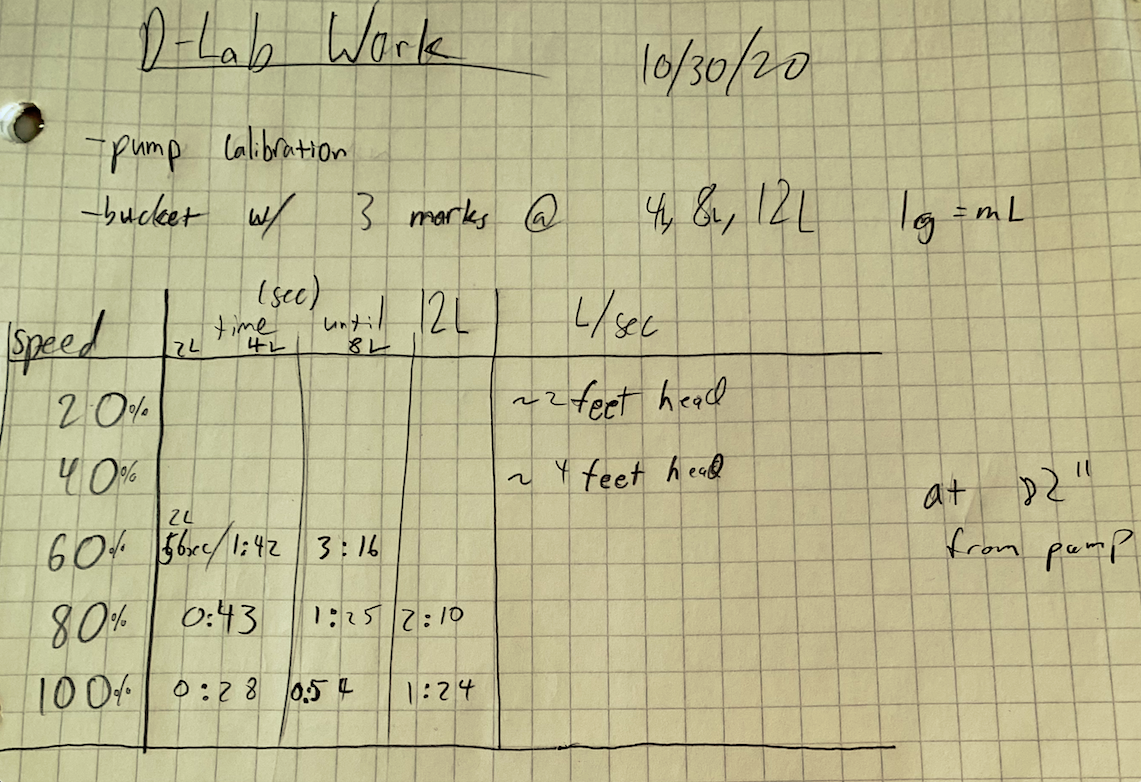 D-Lab Work 10/30/20
-pump calibration
-bucket w/ 3 marks @ 4L, 8L, 12L 1g = mL
(sec)
speed time until 12L L/sec
2L 4L 8L
20% ~2 feet head
40% ~ 4 feet head
at 82"
2L
60% 56sec/1:42 3:16
from pump
80% 0:43 1:25 2:10
100% 0:28 0:54 1:24